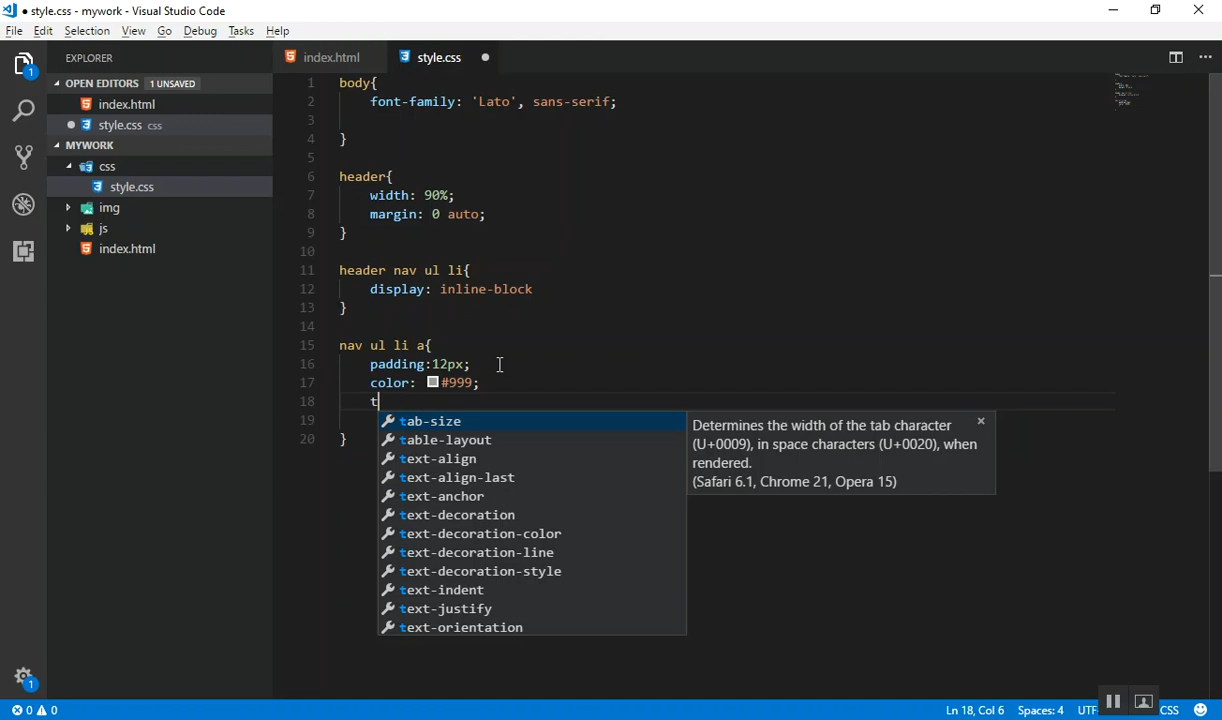 ● style.css - mywork - Visual Studio Code
File Edit Selection View Go Debug Tasks Help
EXPLORER
OPEN EDITORS 1 UNSAVED
index.html
style.css css
MYWORK
css
style.css
img
js
index.html
1
1
index.html style.css
1 body{
2 font-family: 'Lato', sans-serif;
3
4 }
5
6 header{
7 width: 90%;
8 margin: 0 auto;
9 }
10
11 header nav ul li{
12 display: inline-block
13 }
14
15 nav ul li a{
16 padding:12px;
17 color: #999;
18 t
19
20 }
tab-size
table-layout
text-align
text-align-last
text-anchor
text-decoration
text-decoration-color
text-decoration-line
text-decoration-style
text-indent
text-justify
text-orientation
Determines the width of the tab character
(U+0009), in space characters (U+0020), when
rendered.
(Safari 6.1, Chrome 21, Opera 15)
0 0 Ln 18, Col 6 Spaces: 4 UTF- CSS